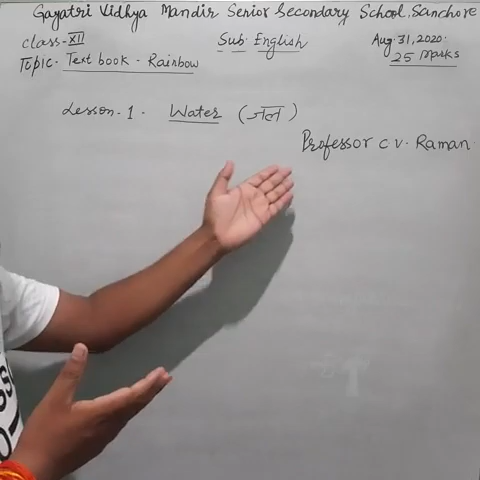 Gayatri Vidhya Mandir Senior Secondary School, Sanchore
Class-XII Sub: English Aug. 31, 2020.
Topic- Text book - Rainbow 25 Marks
Lesson-1. Water (जल)
Professor C.V. Raman.